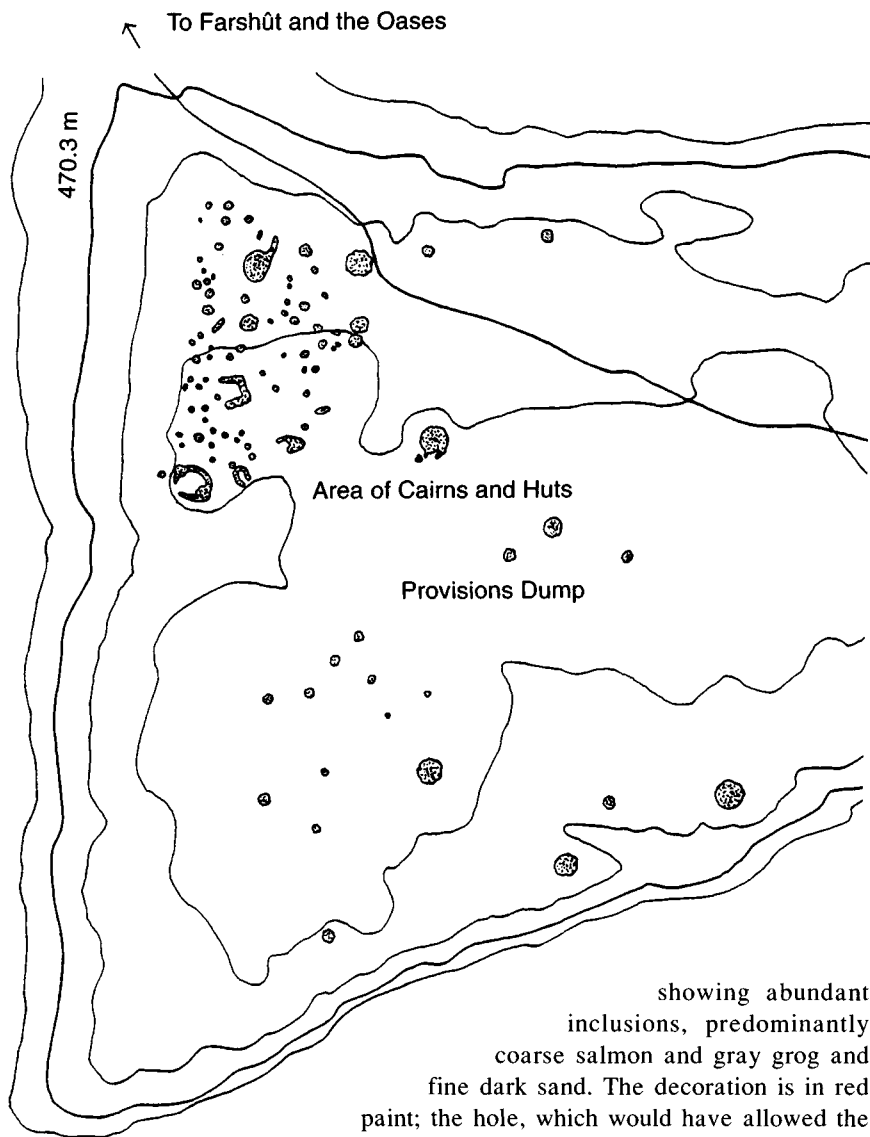 To Farshût and the Oases
470.3 m
Area of Cairns and Huts
Provisions Dump
showing abundant
inclusions, predominantly
coarse salmon and gray grog and
fine dark sand. The decoration is in red
paint; the hole, which would have allowed the